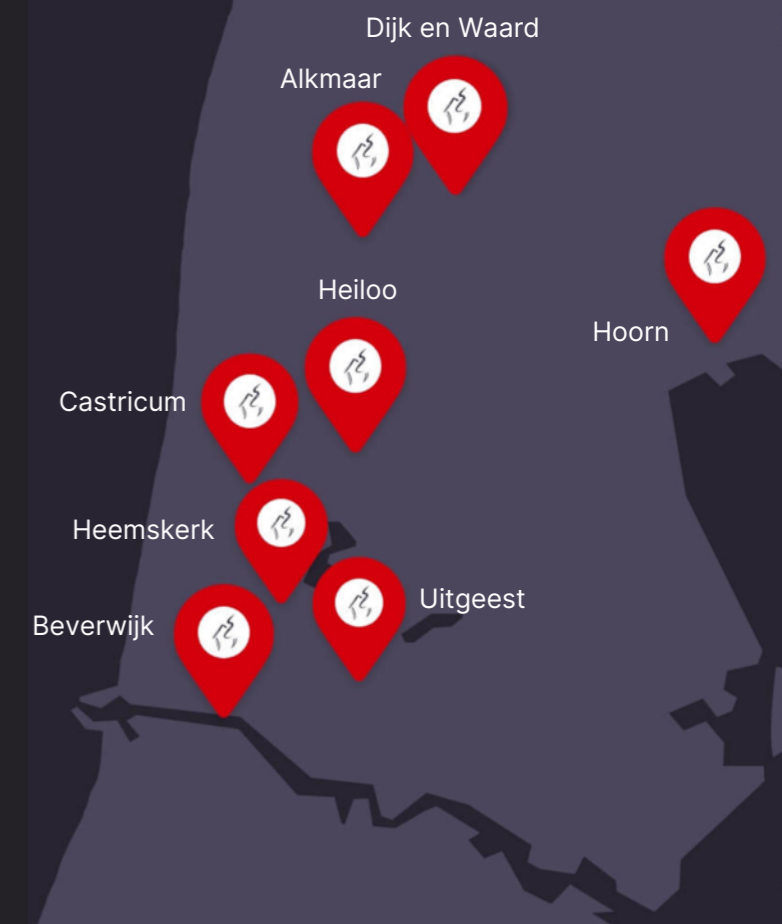 Dijk en Waard
Alkmaar
Heiloo
Hoorn
Castricum
Heemskerk
Uitgeest
Beverwijk